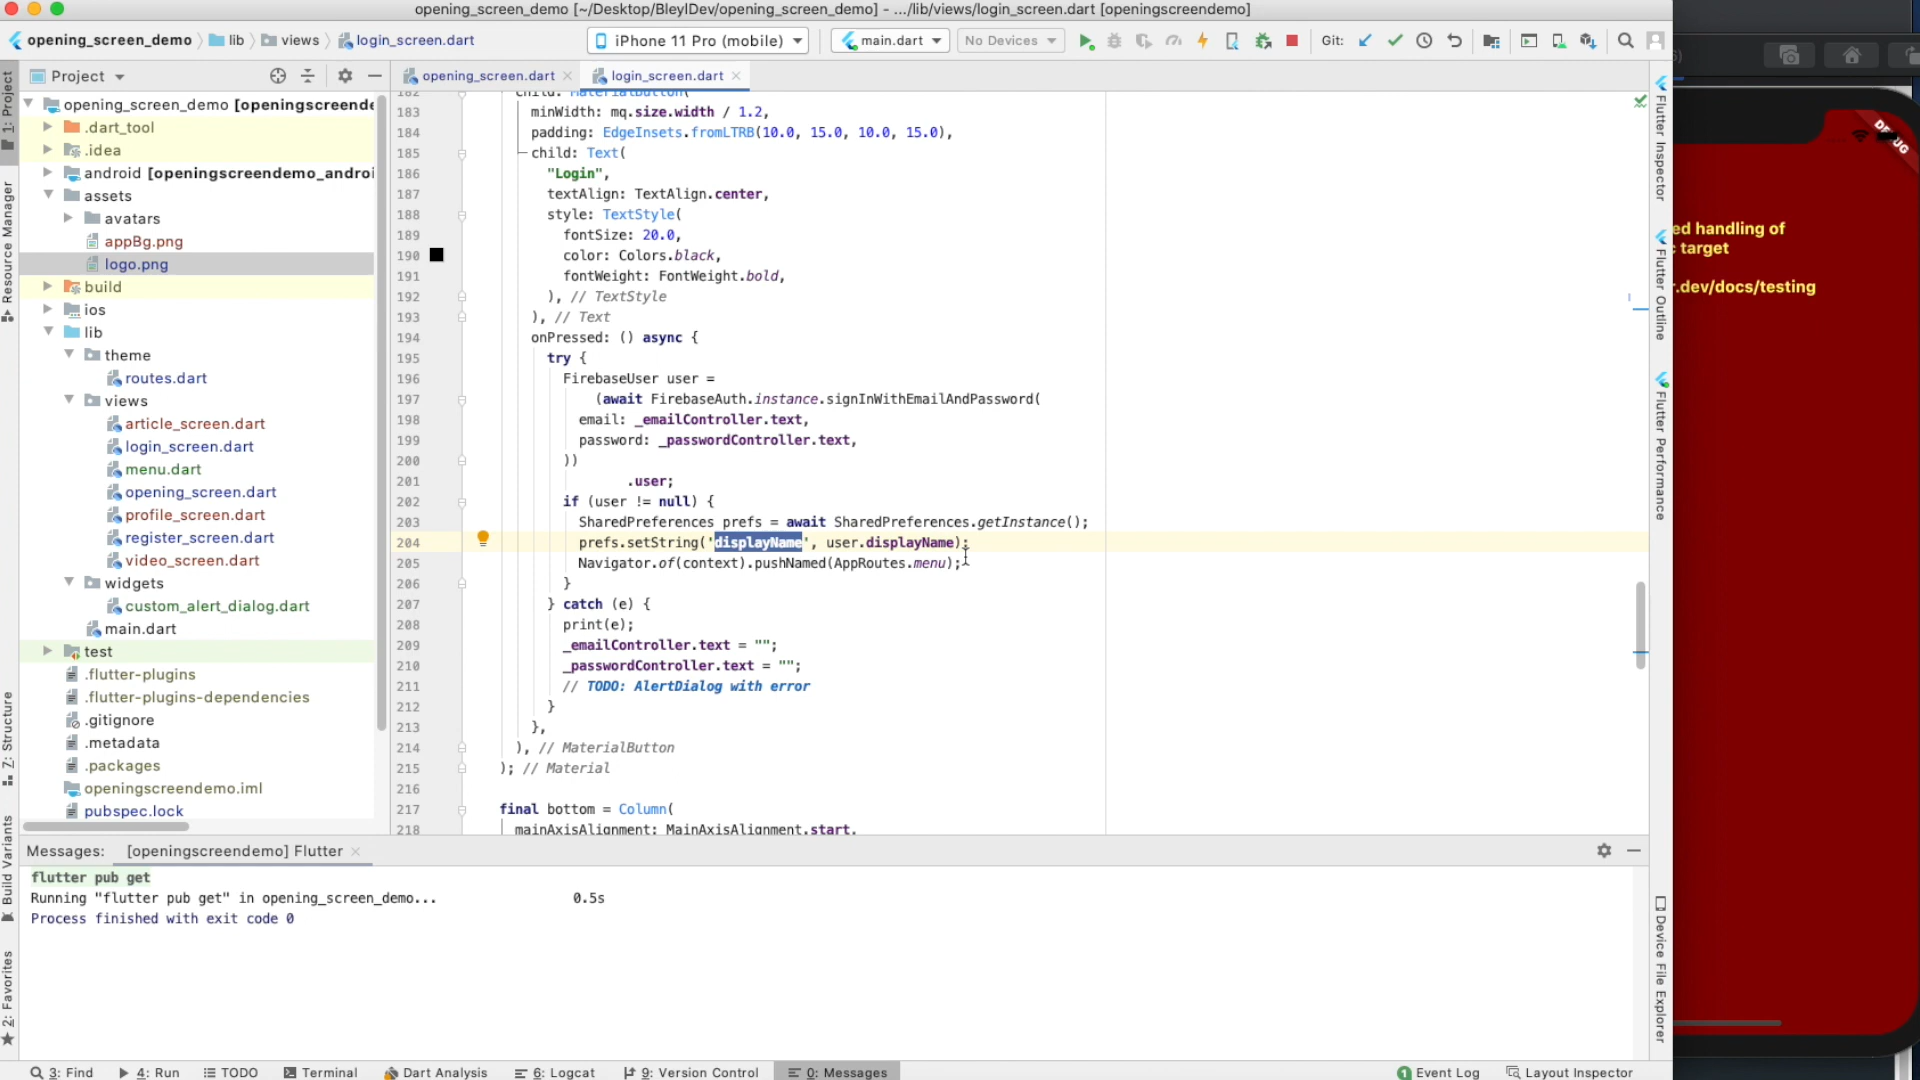 opening_screen_demo [~/Desktop/BleylDev/opening_screen_demo] - .../lib/views/login_screen.dart [openingscreendemo]
opening_screen_demo lib views login_screen.dart iPhone 11 Pro (mobile) main.dart No Devices Git:
Project opening_screen.dart login_screen.dart
opening_screen_demo [openingscreende
.dart_tool
.idea
android [openingscreendemo_androi
assets
avatars
appBg.png
logo.png
build
ios
lib
theme
routes.dart
views
article_screen.dart
login_screen.dart
menu.dart
opening_screen.dart
profile_screen.dart
register_screen.dart
video_screen.dart
widgets
custom_alert_dialog.dart
main.dart
test
.flutter-plugins
.flutter-plugins-dependencies
.gitignore
.metadata
.packages
openingscreendemo.iml
pubspec.lock
1: Project
Resource Manager
7: Structure
Build Variants
2: Favorites
182 child: MaterialButton(
183 minWidth: mq.size.width / 1.2,
184 padding: EdgeInsets.fromLTRB(10.0, 15.0, 10.0, 15.0),
185 child: Text(
186 "Login",
187 textAlign: TextAlign.center,
188 style: TextStyle(
189 fontSize: 20.0,
190 color: Colors.black,
191 fontWeight: FontWeight.bold,
192 ), // TextStyle
193 ), // Text
194 onPressed: () async {
195 try {
196 FirebaseUser user =
197 (await FirebaseAuth.instance.signInWithEmailAndPassword(
198 email: _emailController.text,
199 password: _passwordController.text,
200 ))
201 .user;
202 if (user != null) {
203 SharedPreferences prefs = await SharedPreferences.getInstance();
204 prefs.setString('displayName', user.displayName);
205 Navigator.of(context).pushNamed(AppRoutes.menu);
206 }
207 } catch (e) {
208 print(e);
209 _emailController.text = "";
210 _passwordController.text = "";
211 // TODO: AlertDialog with error
212 }
213 },
214 ), // MaterialButton
215 ); // Material
216
217 final bottom = Column(
218 mainAxisAlignment: MainAxisAlignment.start,
Flutter Inspector
Flutter Outline
Flutter Performance
Device File Explorer
DEBUG
ed handling of
target
r.dev/docs/testing
Messages: [openingscreendemo] Flutter
flutter pub get
Running "flutter pub get" in opening_screen_demo... 0.5s
Process finished with exit code 0
3: Find 4: Run TODO Terminal Dart Analysis 6: Logcat 9: Version Control 0: Messages 1 Event Log Layout Inspector